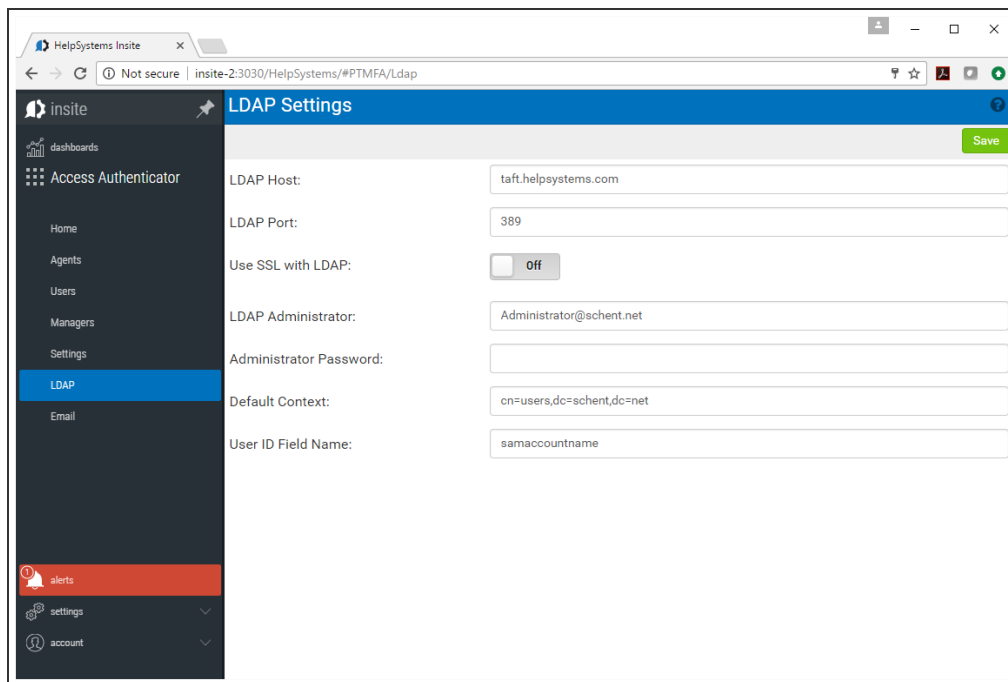 HelpSystems Insite
Not secure | insite-2:3030/HelpSystems/#PTMFA/Ldap
insite
LDAP Settings
dashboards
Save
Access Authenticator
LDAP Host: taft.helpsystems.com
Home
LDAP Port: 389
Agents
Use SSL with LDAP: Off
Users
LDAP Administrator: Administrator@schent.net
Managers
Settings
Administrator Password:
LDAP
Default Context: cn=users,dc=schent,dc=net
Email
User ID Field Name: samaccountname
1
alerts
settings
account